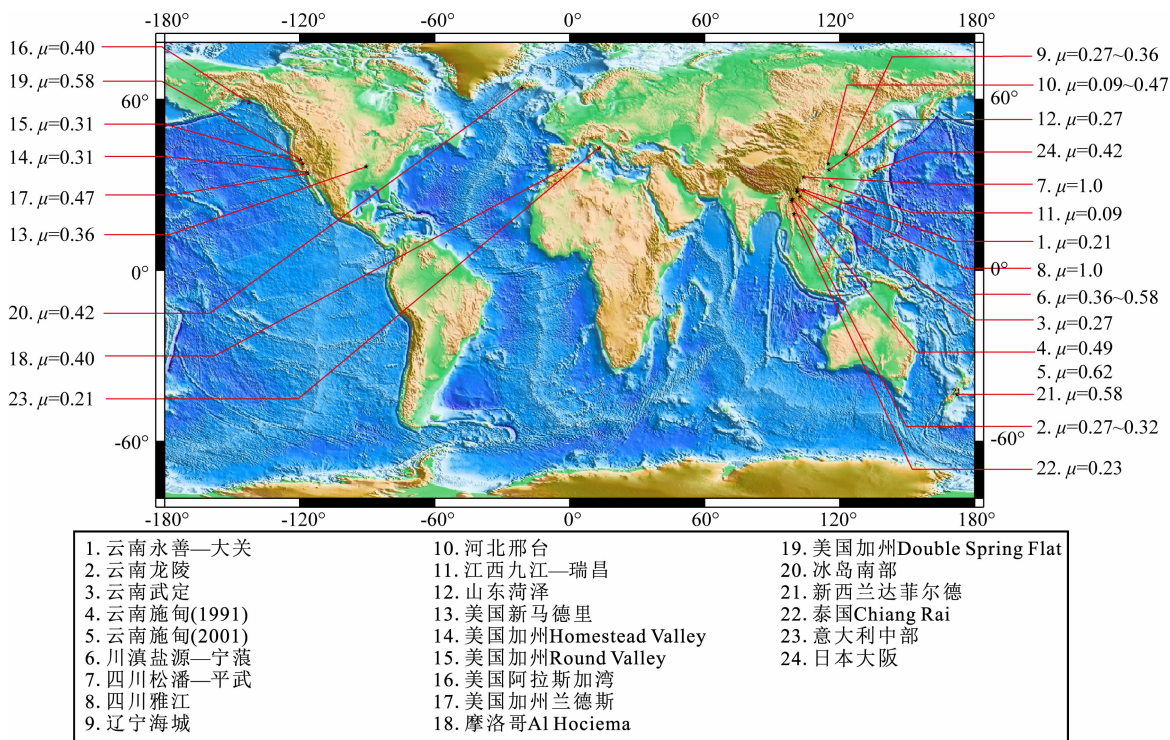 -180° -120° -60° 0° 60° 120° 180°
16. μ=0.40
19. μ=0.58
15. μ=0.31
14. μ=0.31
17. μ=0.47
13. μ=0.36
20. μ=0.42
18. μ=0.40
23. μ=0.21
60°
0°
-60°
60°
0°
-60°
9. μ=0.27~0.36
10. μ=0.09~0.47
12. μ=0.27
24. μ=0.42
7. μ=1.0
11. μ=0.09
1. μ=0.21
8. μ=1.0
6. μ=0.36~0.58
3. μ=0.27
4. μ=0.49
5. μ=0.62
21. μ=0.58
2. μ=0.27~0.32
22. μ=0.23
-180° -120° -60° 0° 60° 120° 180°
1. 云南永善—大关
2. 云南龙陵
3. 云南武定
4. 云南施甸(1991)
5. 云南施甸(2001)
6. 川滇盐源—宁蒗
7. 四川松潘—平武
8. 四川雅江
9. 辽宁海城
10. 河北邢台
11. 江西九江—瑞昌
12. 山东菏泽
13. 美国新马德里
14. 美国加州Homestead Valley
15. 美国加州Round Valley
16. 美国阿拉斯加湾
17. 美国加州兰德斯
18. 摩洛哥Al Hociema
19. 美国加州Double Spring Flat
20. 冰岛南部
21. 新西兰达菲尔德
22. 泰国Chiang Rai
23. 意大利中部
24. 日本大阪